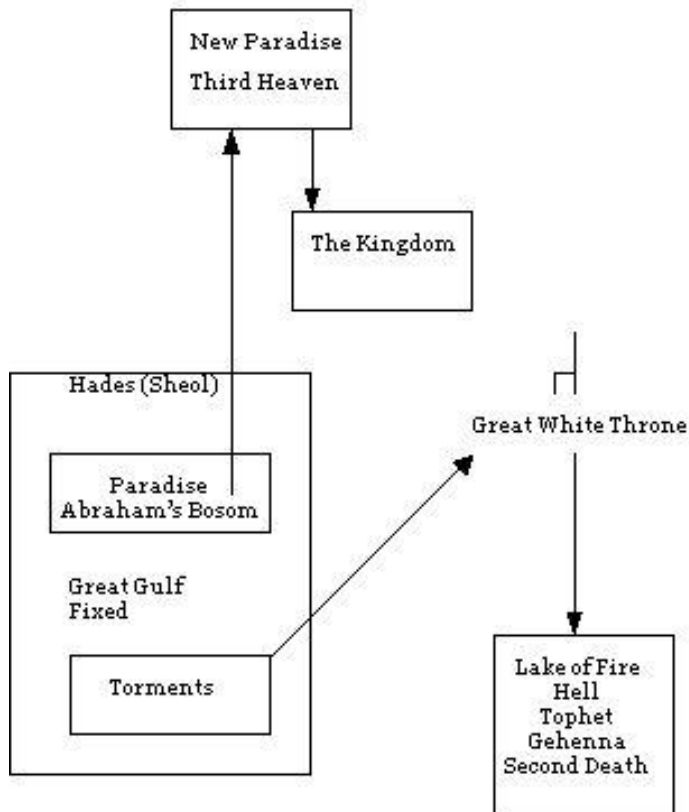 New Paradise
Third Heaven
The Kingdom
Hades (Sheol)
Great White Throne
Paradise
Abraham's Bosom
Great Gulf
Fixed
Torments
Lake of Fire
Hell
Tophet
Gehenna
Second Death